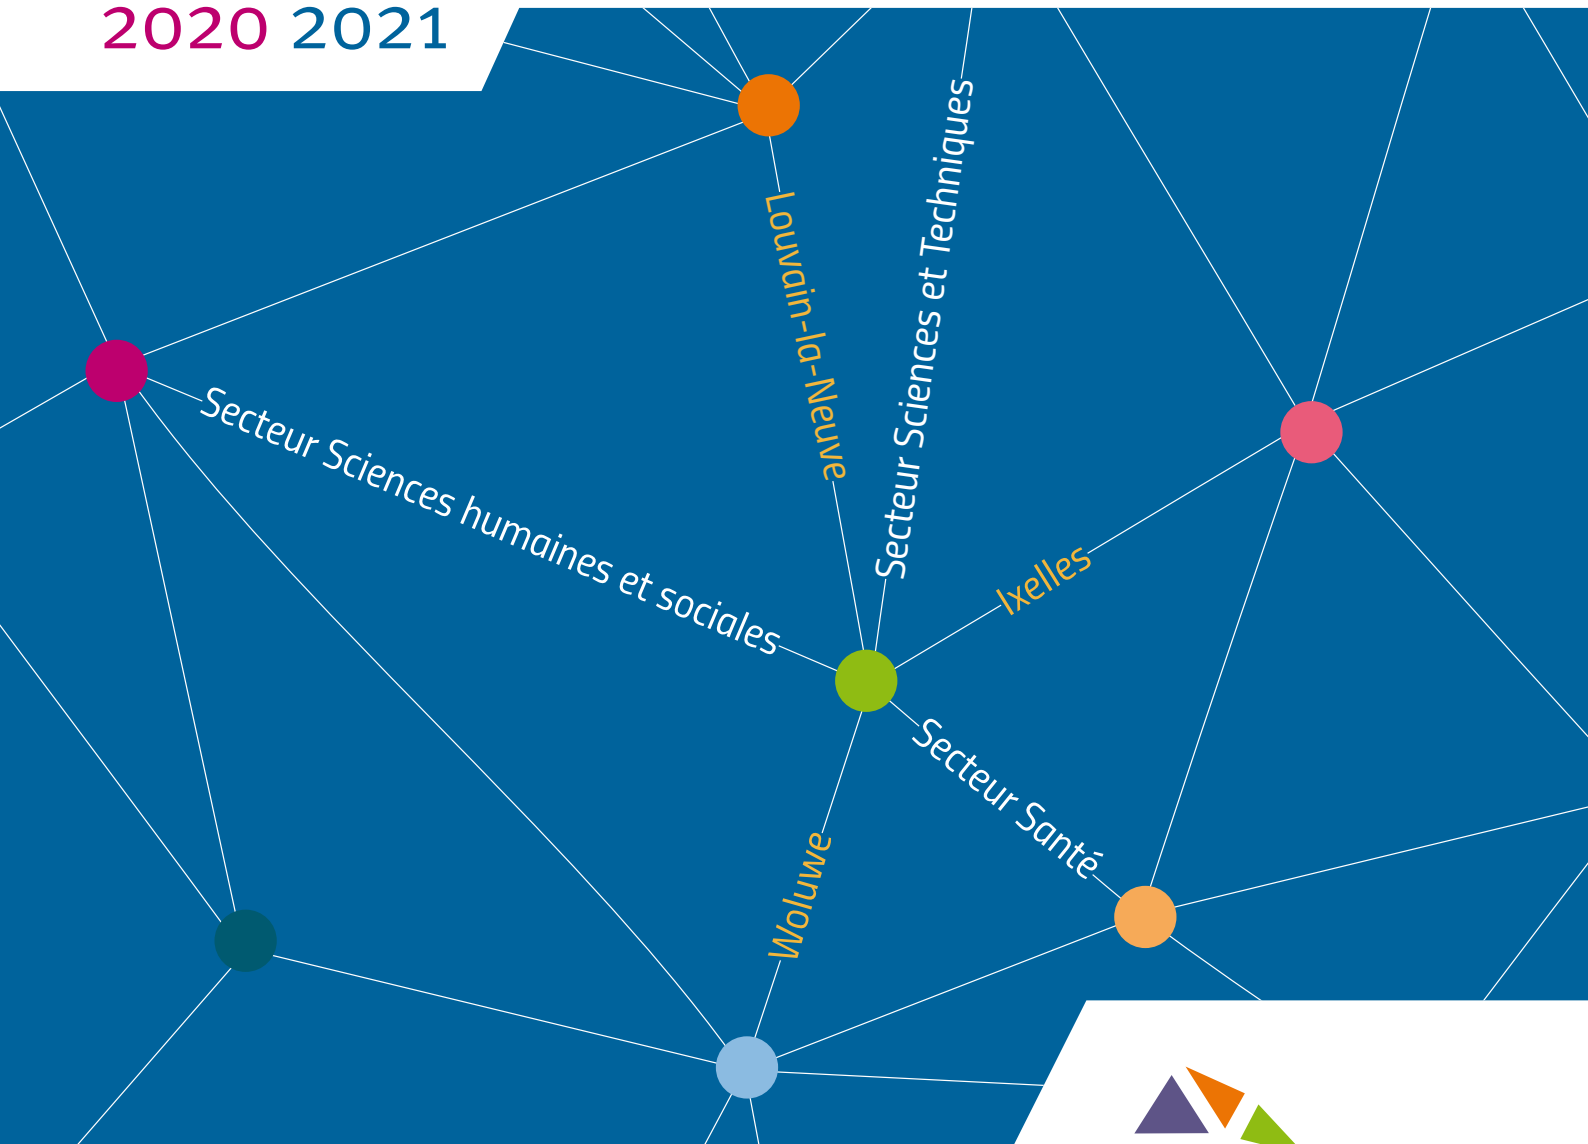 2020 2021
Louvain-la-Neuve
Secteur Sciences et Techniques
Secteur Sciences humaines et sociales
Ixelles
Secteur Santé
Woluwe